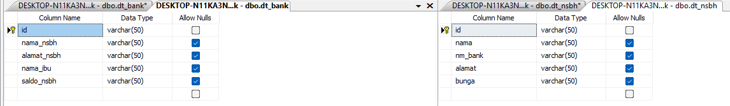 DESKTOP-N11KA3N...k - dbo.dt_bank* DESKTOP-N11KA3N...k - dbo.dt_bank
Column Name Data Type Allow Nulls
id varchar(50)
nama_nsbh varchar(50)
alamat_nsbh varchar(50)
nama_ibu varchar(50)
saldo_nsbh varchar(50)
DESKTOP-N11KA3N...k - dbo.dt_nsbh* DESKTOP-N11KA3N...k - dbo.dt_nsbh
Column Name Data Type Allow Nulls
id varchar(50)
nama varchar(50)
nm_bank varchar(50)
alamat varchar(50)
bunga varchar(50)